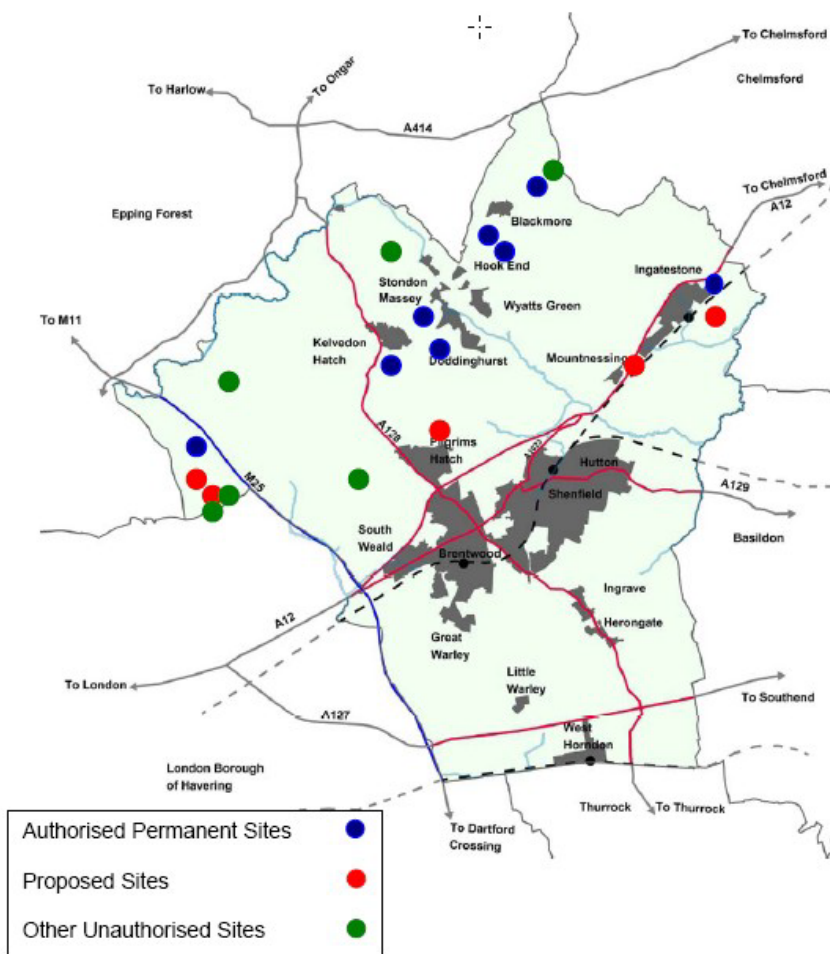 To Chelmsford
Chelmsford
To Ongar
To Harlow
A414
To Chelmsford
A12
Epping Forest
Blackmore
Hook End
Ingatestone
Stondon
Massey
Wyatts Green
To M11
Kelvedon
Hatch
Doddinghurst
Mountnessing
A128
Pilgrims
Hatch
A1023
M25
Hutton
A129
Shenfield
South
Weald
Basildon
Brentwood
Ingrave
A12
Herongate
Great
Warley
Little
Warley
To London
To Southend
A127
West
Horndon
London Borough
of Havering
Thurrock
To Thurrock
To Dartford
Crossing
Authorised Permanent Sites
Proposed Sites
Other Unauthorised Sites